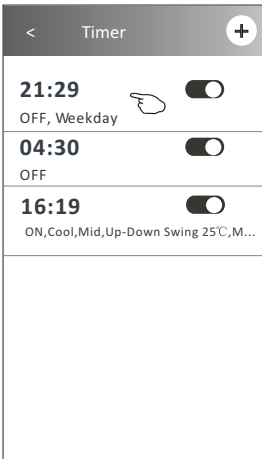 < Timer +
21:29
OFF, Weekday
04:30
OFF
16:19
ON,Cool,Mid,Up-Down Swing 25℃,M...